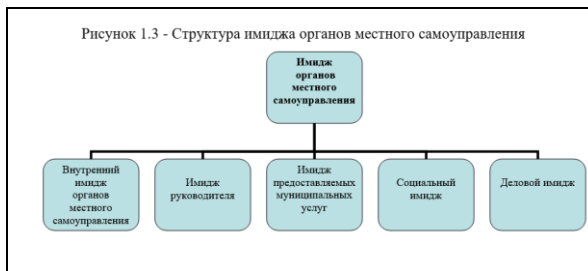 Рисунок 1.3 - Структура имиджа органов местного самоуправления
Имидж
органов
местного
самоуправления
Внутренний
имидж
органов
местного
самоуправления
Имидж
руководителя
Имидж
предоставляемых
муниципальных
услуг
Социальный
имидж
Деловой имидж